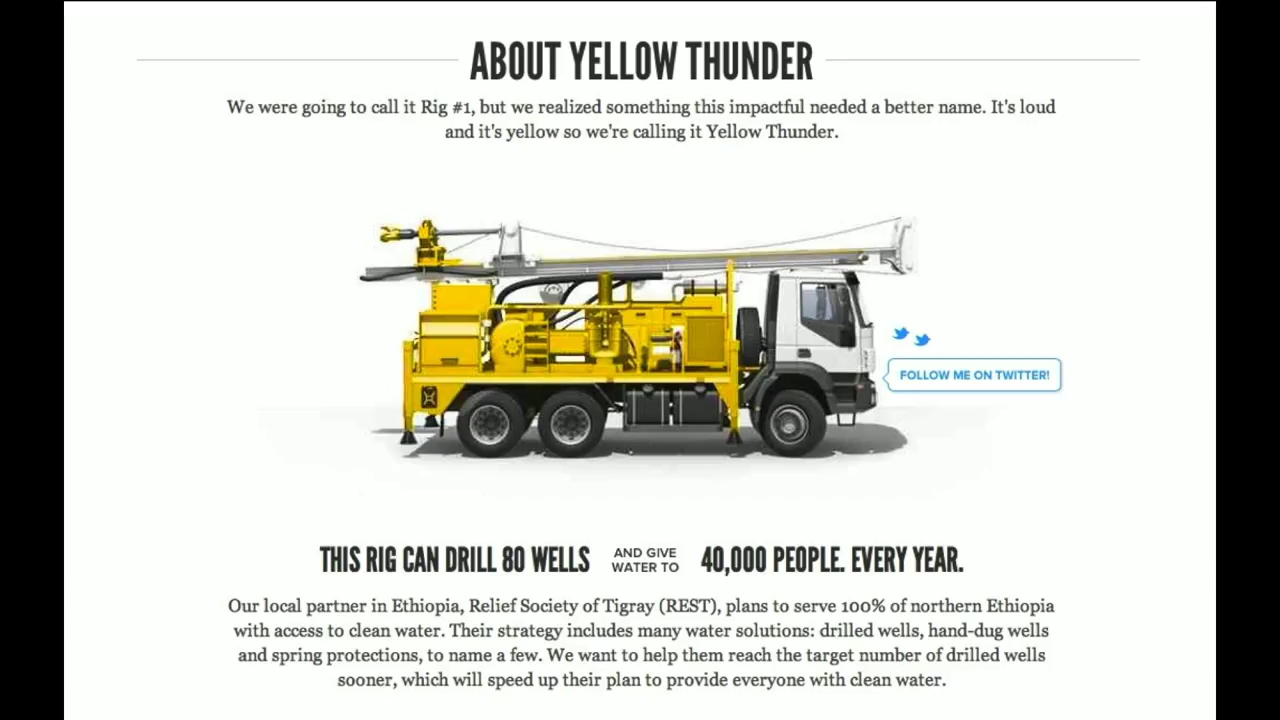 ABOUT YELLOW THUNDER
We were going to call it Rig #1, but we realized something this impactful needed a better name. It's loud
and it's yellow so we're calling it Yellow Thunder.
FOLLOW ME ON TWITTER!
THIS RIG CAN DRILL 80 WELLS AND GIVE WATER TO 40,000 PEOPLE. EVERY YEAR.
Our local partner in Ethiopia, Relief Society of Tigray (REST), plans to serve 100% of northern Ethiopia
with access to clean water. Their strategy includes many water solutions: drilled wells, hand-dug wells
and spring protections, to name a few. We want to help them reach the target number of drilled wells
sooner, which will speed up their plan to provide everyone with clean water.